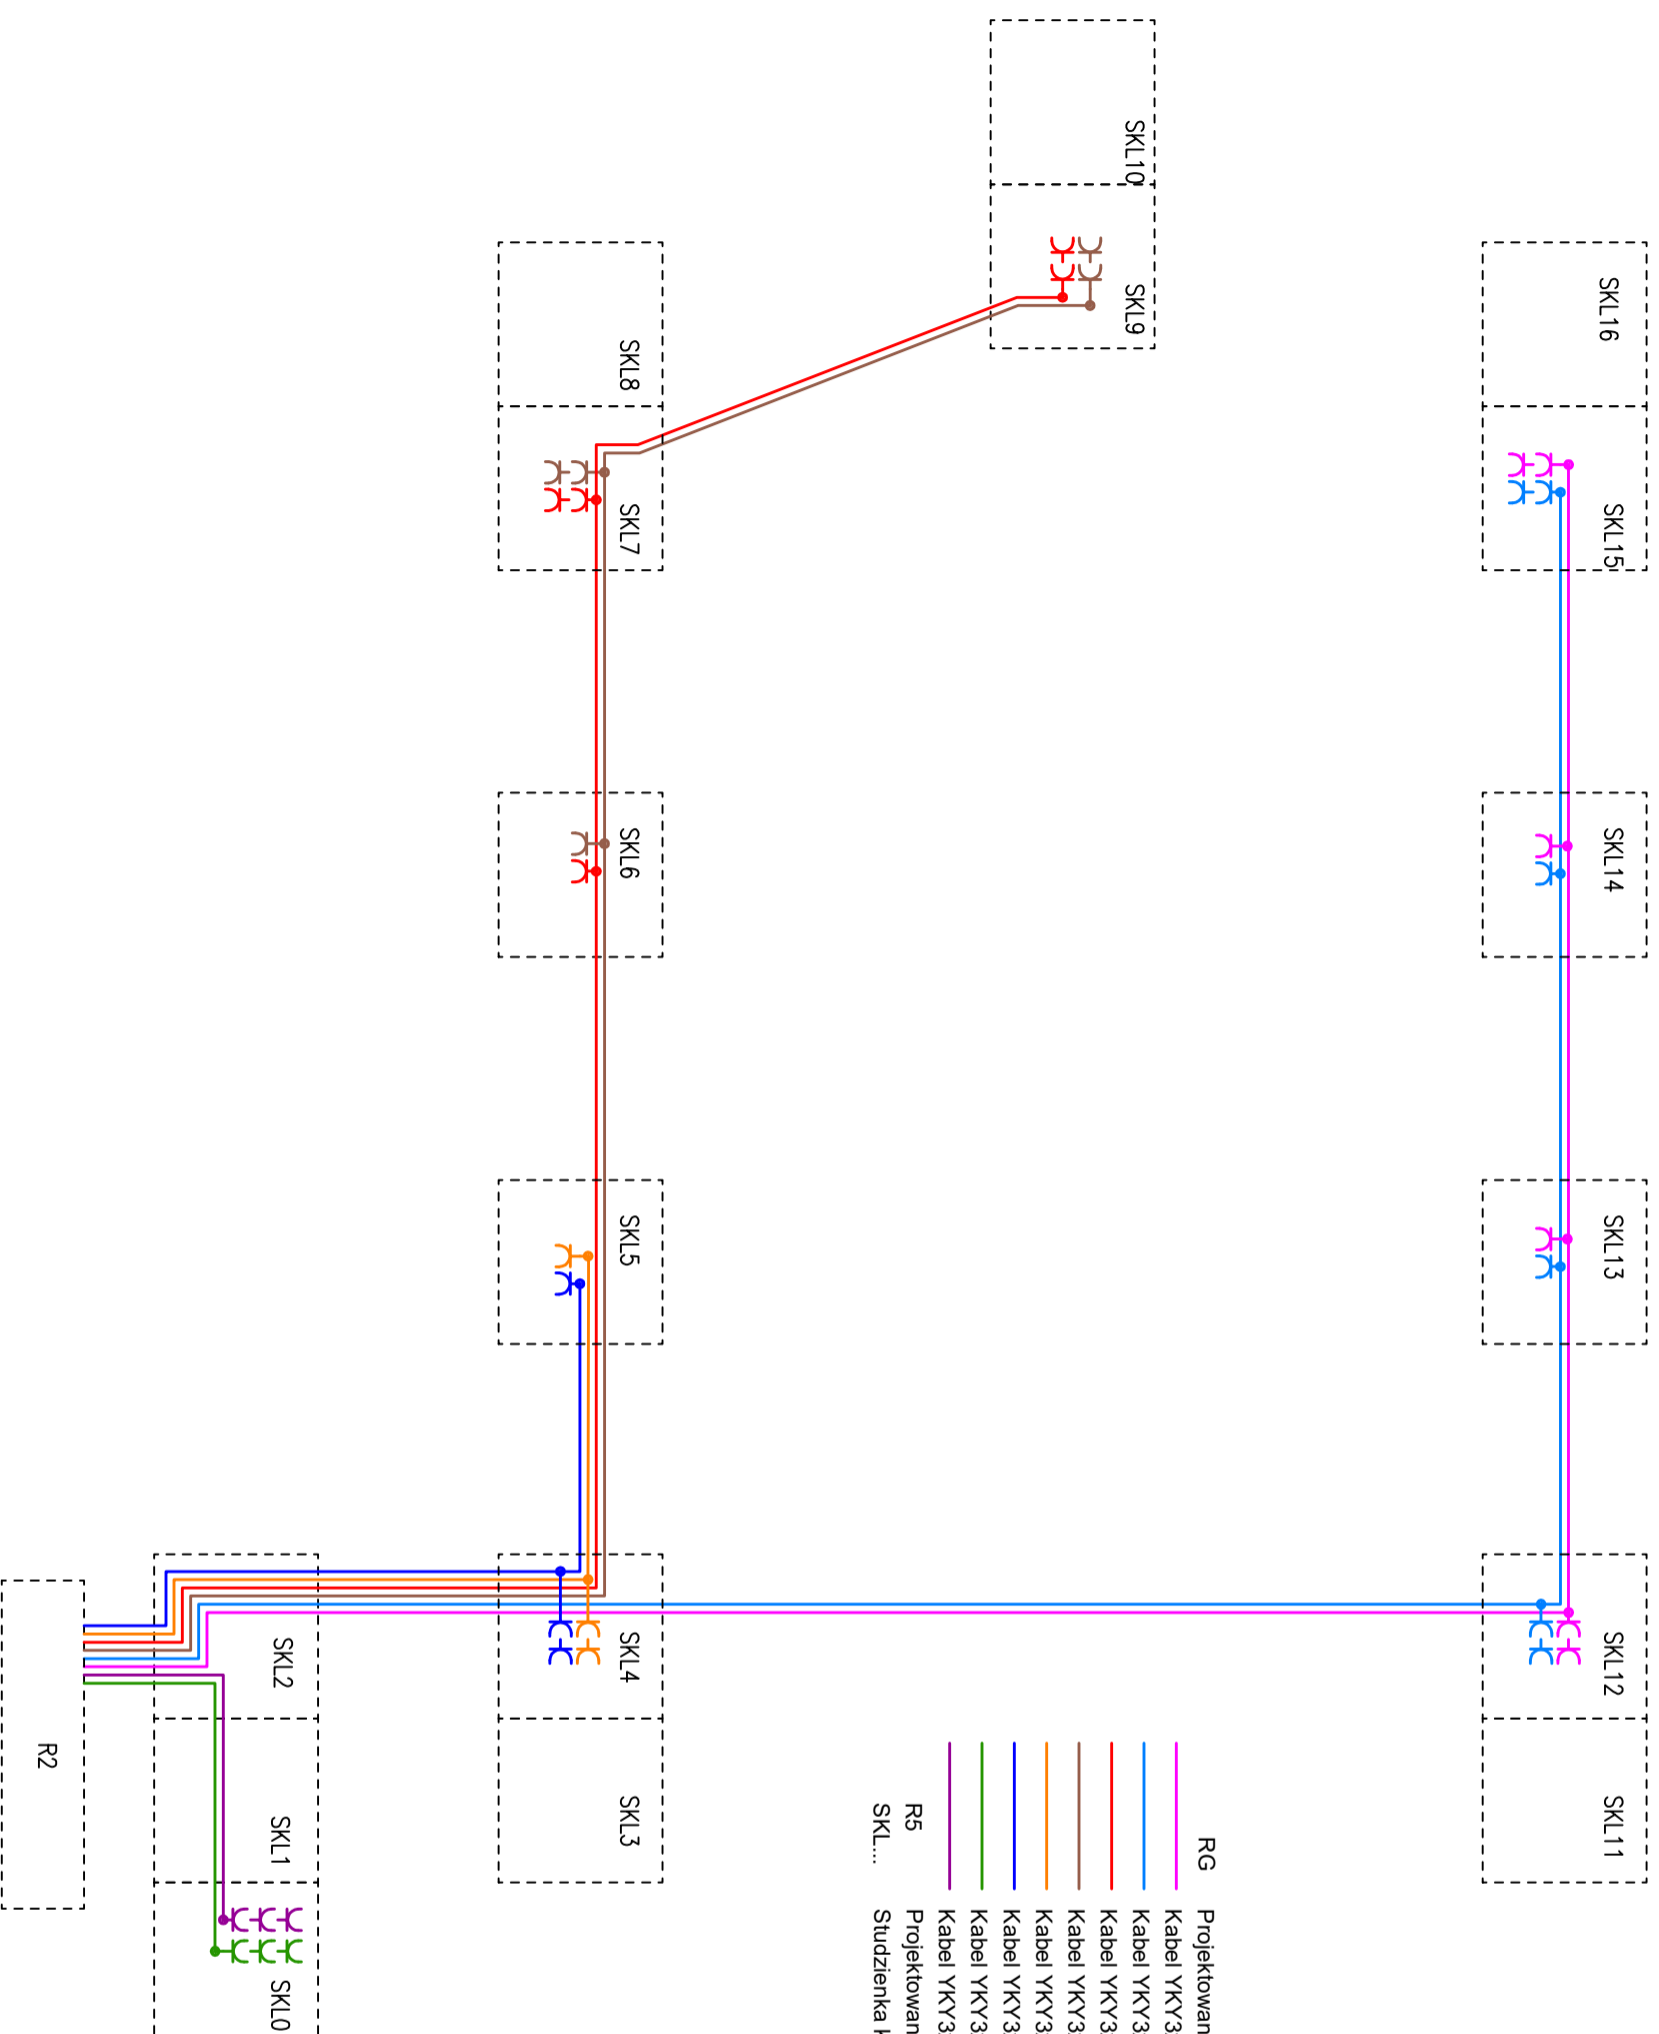 SKL16
SKL15
SKL14
SKL13
SKL12
SKL11
SKL10
SKL9
RG Projektowan
Kabel YKY3
Kabel YKY3
Kabel YKY3
Kabel YKY3
Kabel YKY3
Kabel YKY3
Kabel YKY3
Kabel YKY3
R5 Projektowan
SKL... Studzienka
SKL8
SKL7
SKL6
SKL5
SKL4
SKL3
SKL2
SKL1
SKL0
R2